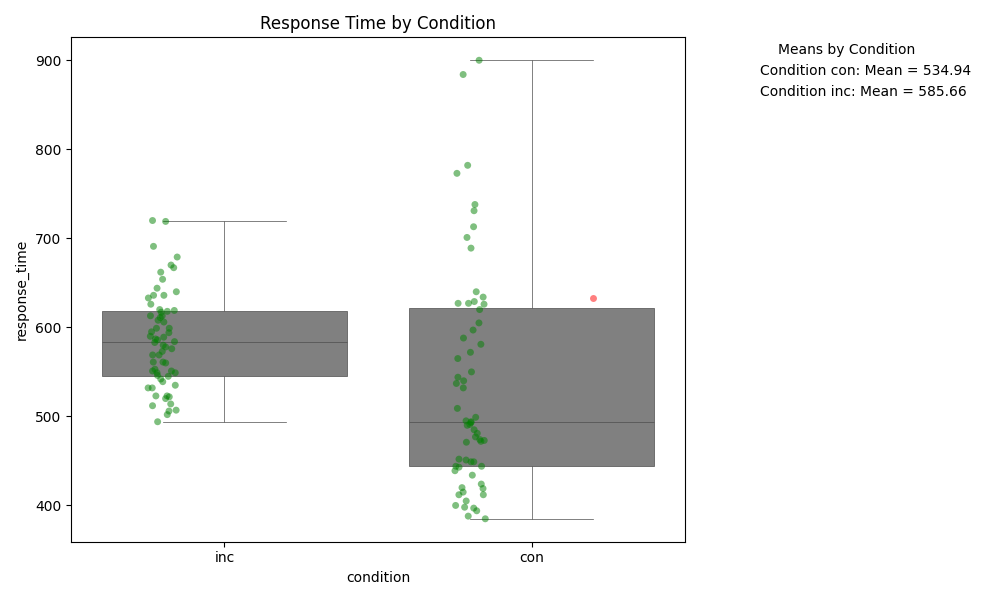 Response Time by Condition
Means by Condition
Condition con: Mean = 534.94
Condition inc: Mean = 585.66
900
800
700
600
500
400
response_time
inc
con
condition